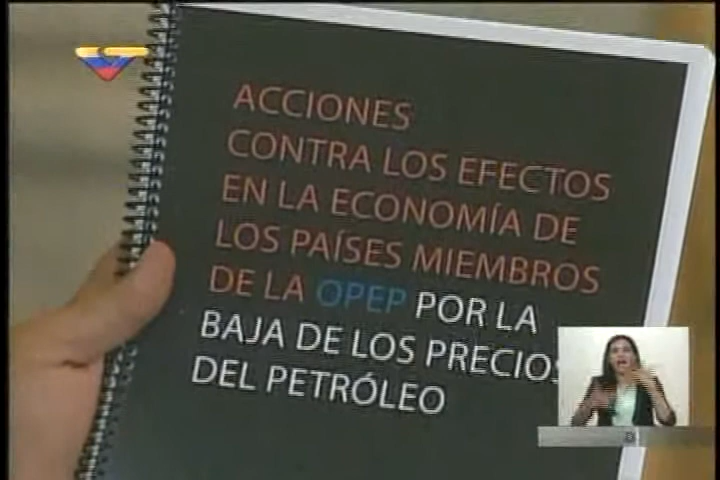 ACCIONES
CONTRA LOS EFECTOS
EN LA ECONOMÍA DE
LOS PAÍSES MIEMBROS
DE LA OPEP POR LA
BAJA DE LOS PRECIOS
DEL PETRÓLEO